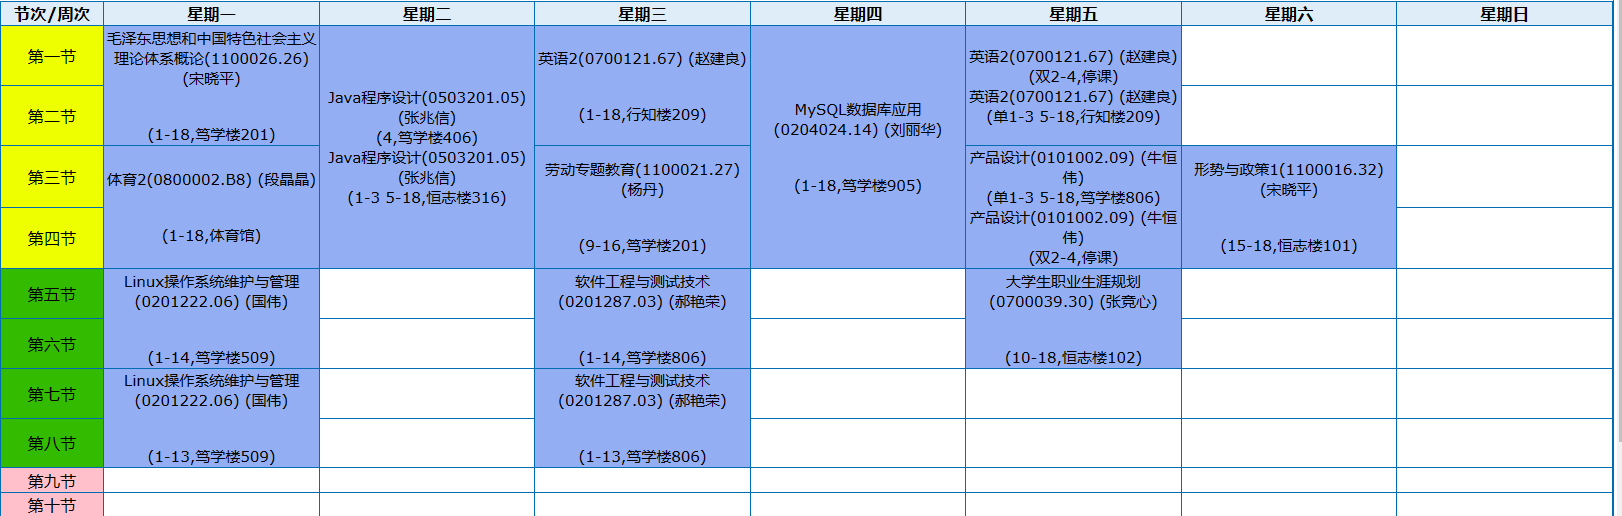 节次/周次 星期一 星期二 星期三 星期四 星期五 星期六 星期日
第一节
第二节
毛泽东思想和中国特色社会主义
理论体系概论(1100026.26)
(宋晓平)
(1-18,笃学楼201)
Java程序设计(0503201.05)
(张兆信)
(4,笃学楼406)
Java程序设计(0503201.05)
(张兆信)
(1-3 5-18,恒志楼316)
英语2(0700121.67) (赵建良)
(1-18,行知楼209)
MySQL数据库应用
(0204024.14) (刘丽华)
(1-18,笃学楼905)
英语2(0700121.67) (赵建良)
(双2-4,停课)
英语2(0700121.67) (赵建良)
(单1-3 5-18,行知楼209)
第三节
第四节
体育2(0800002.B8) (段晶晶)
(1-18,体育馆)
劳动专题教育(1100021.27)
(杨丹)
(9-16,笃学楼201)
产品设计(0101002.09) (牛恒
伟)
(单1-3 5-18,笃学楼806)
产品设计(0101002.09) (牛恒
伟)
(双2-4,停课)
形势与政策1(1100016.32)
(宋晓平)
(15-18,恒志楼101)
第五节
第六节
Linux操作系统维护与管理
(0201222.06) (国伟)
(1-14,笃学楼509)
软件工程与测试技术
(0201287.03) (郝艳荣)
(1-14,笃学楼806)
大学生职业生涯规划
(0700039.30) (张竞心)
(10-18,恒志楼102)
第七节
第八节
Linux操作系统维护与管理
(0201222.06) (国伟)
(1-13,笃学楼509)
软件工程与测试技术
(0201287.03) (郝艳荣)
(1-13,笃学楼806)
第九节
第十节